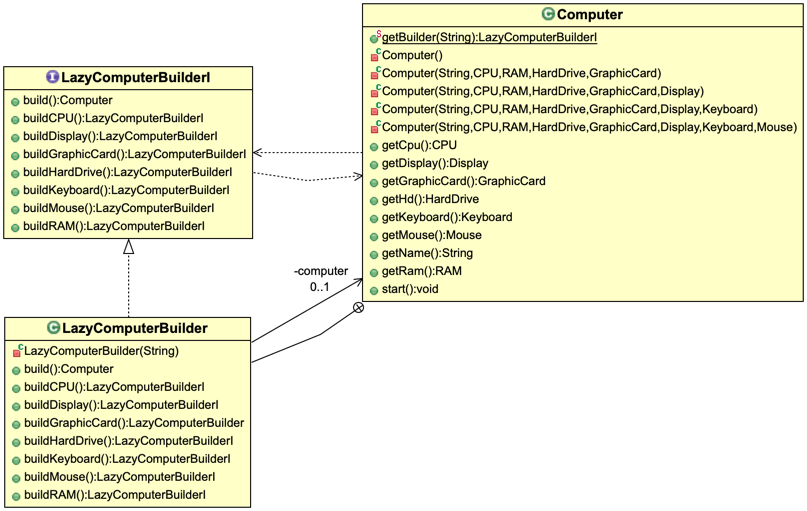 Computer
getBuilder(String):LazyComputerBuilderI
Computer()
Computer(String,CPU,RAM,HardDrive,GraphicCard)
Computer(String,CPU,RAM,HardDrive,GraphicCard,Display)
Computer(String,CPU,RAM,HardDrive,GraphicCard,Display,Keyboard)
Computer(String,CPU,RAM,HardDrive,GraphicCard,Display,Keyboard,Mouse)
getCpu():CPU
getDisplay():Display
getGraphicCard():GraphicCard
getHd():HardDrive
getKeyboard():Keyboard
getMouse():Mouse
getName():String
getRam():RAM
start():void
LazyComputerBuilderI
build():Computer
buildCPU():LazyComputerBuilderI
buildDisplay():LazyComputerBuilderI
buildGraphicCard():LazyComputerBuilderI
buildHardDrive():LazyComputerBuilderI
buildKeyboard():LazyComputerBuilderI
buildMouse():LazyComputerBuilderI
buildRAM():LazyComputerBuilderI
-computer
0..1
LazyComputerBuilder
LazyComputerBuilder(String)
build():Computer
buildCPU():LazyComputerBuilderI
buildDisplay():LazyComputerBuilderI
buildGraphicCard():LazyComputerBuilder
buildHardDrive():LazyComputerBuilderI
buildKeyboard():LazyComputerBuilderI
buildMouse():LazyComputerBuilderI
buildRAM():LazyComputerBuilderI